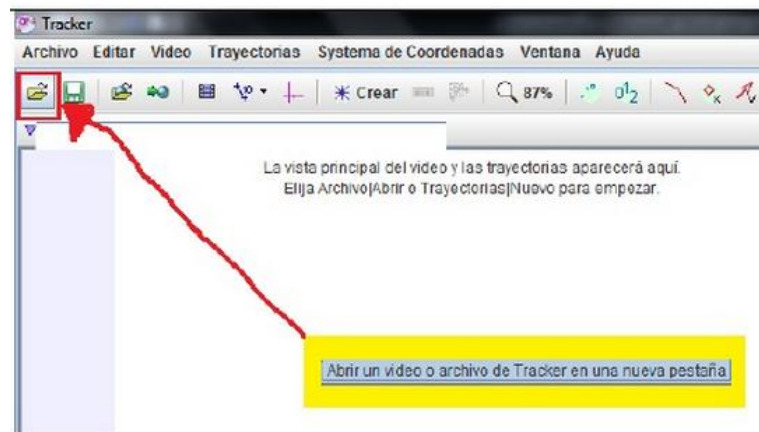 Tracker
Archivo Editar Video Trayectorias Systema de Coordenadas Ventana Ayuda
Crear 87%
La vista principal del video y las trayectorias aparecerá aquí.
Elija Archivo|Abrir o Trayectorias|Nuevo para empezar.
Abrir un video o archivo de Tracker en una nueva pestaña